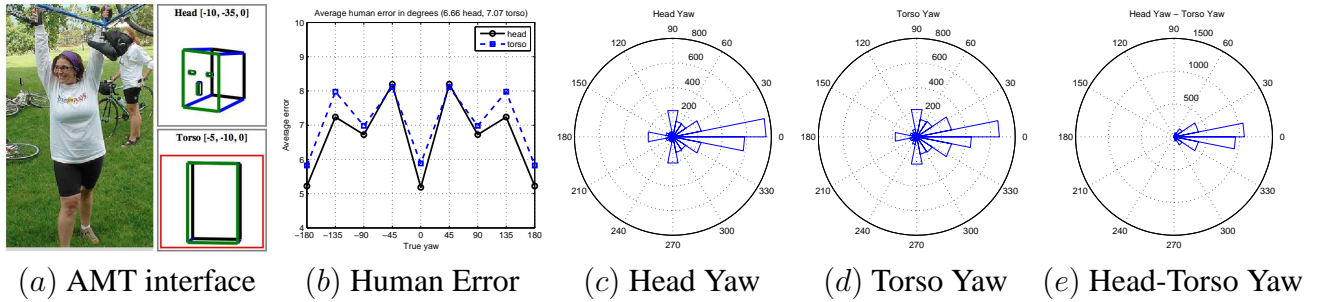 Head [-10, -35, 0]
Torso [-5, -10, 0]
(a) AMT interface
Average human error in degrees (6.66 head, 7.07 torso)
head
torso
Average error
10
9
8
7
6
5
4
−180 −135 −90 −45 0 45 90 135 180
True yaw
(b) Human Error
Head Yaw
90 800
120 60
600
400
150 30
200
180 0
210 330
240 300
270
(c) Head Yaw
Torso Yaw
90 800
120 60
600
400
150 30
200
180 0
210 330
240 300
270
(d) Torso Yaw
Head Yaw − Torso Yaw
90 1500
120 60
1000
150 30
500
180 0
210 330
240 300
270
(e) Head-Torso Yaw